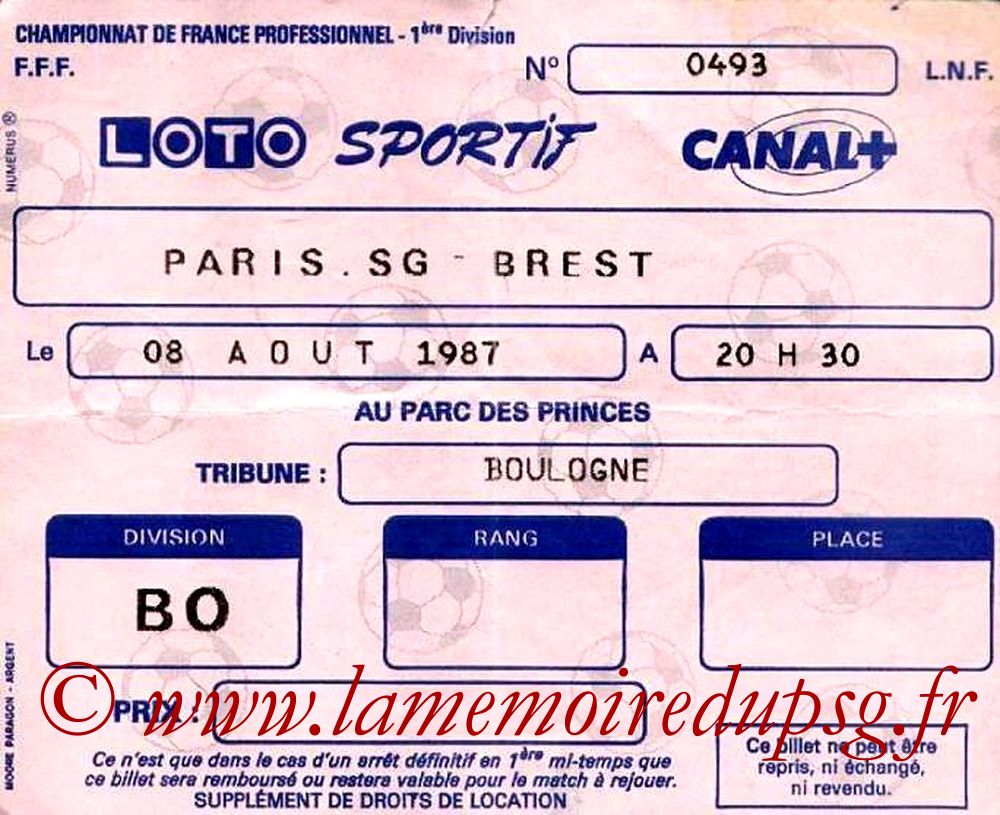 CHAMPIONNAT DE FRANCE PROFESSIONNEL - 1ère Division
F.F.F.
N° 0493
L.N.F.
NUMERUS ®
LOTO SPORTIF CANAL+
PARIS.SG - BREST
Le 08 AOUT 1987 A 20 H 30
AU PARC DES PRINCES
TRIBUNE : BOULOGNE
DIVISION RANG PLACE
BO
MOORE PARAGON - ARGENT
PRIX :
© www.lamemoiredupsg.fr
Ce n'est que dans le cas d'un arrêt définitif en 1ère mi-temps que
ce billet sera remboursé ou restera valable pour le match à rejouer.
SUPPLÉMENT DE DROITS DE LOCATION
Ce billet ne peut être
repris, ni échangé,
ni revendu.